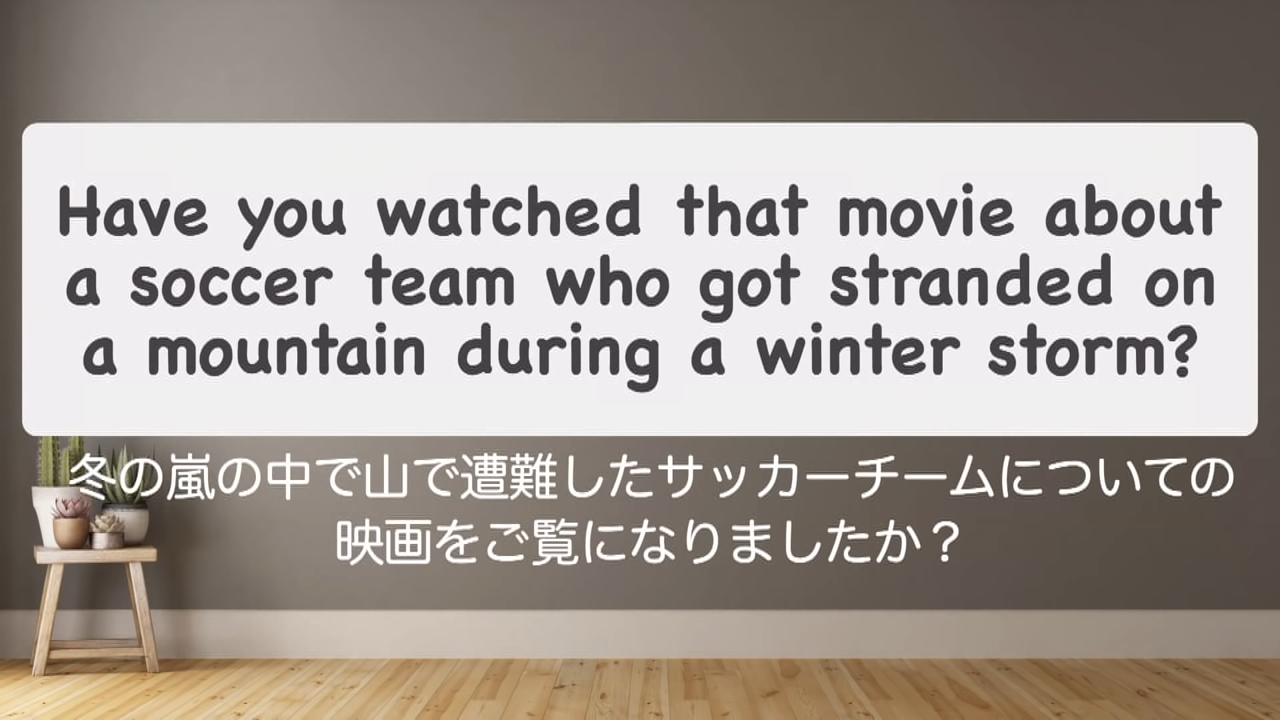 Have you watched that movie about
a soccer team who got stranded on
a mountain during a winter storm?
冬の嵐の中で山で遭難したサッカーチームについての
映画をご覧になりましたか？